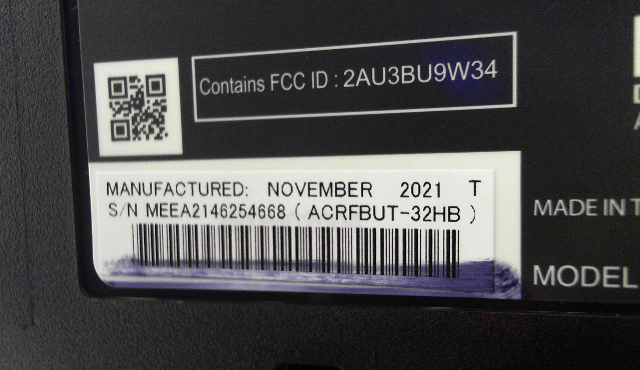 Contains FCC ID : 2AU3BU9W34
MANUFACTURED: NOVEMBER 2021 T
S/N MEEA2146254668 ( ACRFBUT-32HB )
MADE IN
MODEL